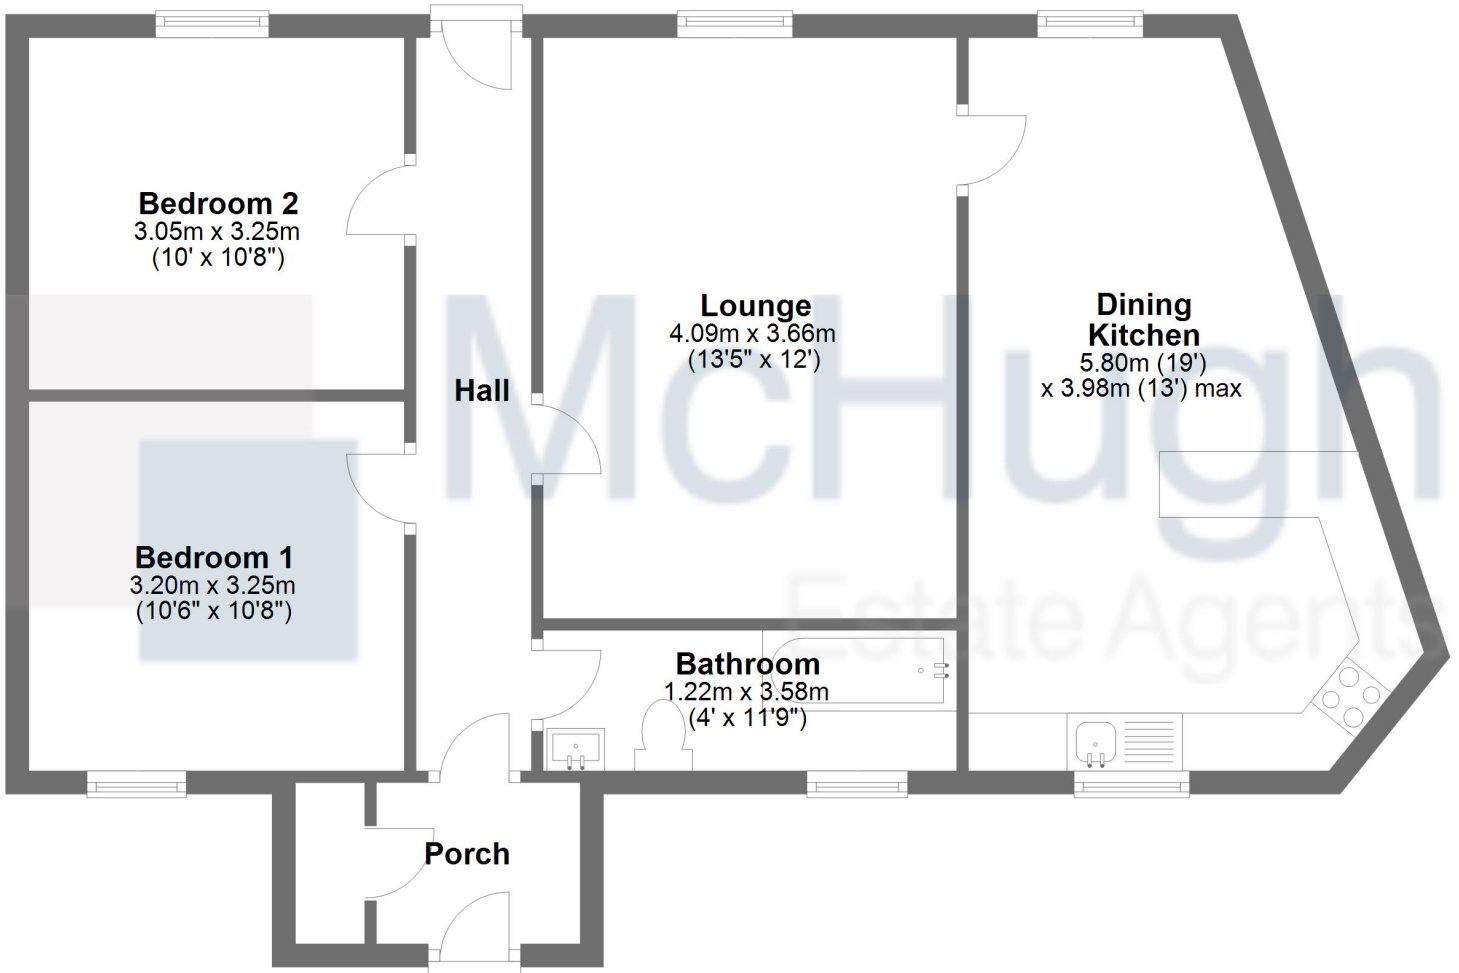 Bedroom 2
3.05m x 3.25m
(10' x 10'8")
Lounge
4.09m x 3.66m
(13'5" x 12')
Dining
Kitchen
5.80m (19')
x 3.98m (13') max
Hall
McHugh
Estate Agents
Bedroom 1
3.20m x 3.25m
(10'6" x 10'8")
Bathroom
1.22m x 3.58m
(4' x 11'9")
Porch